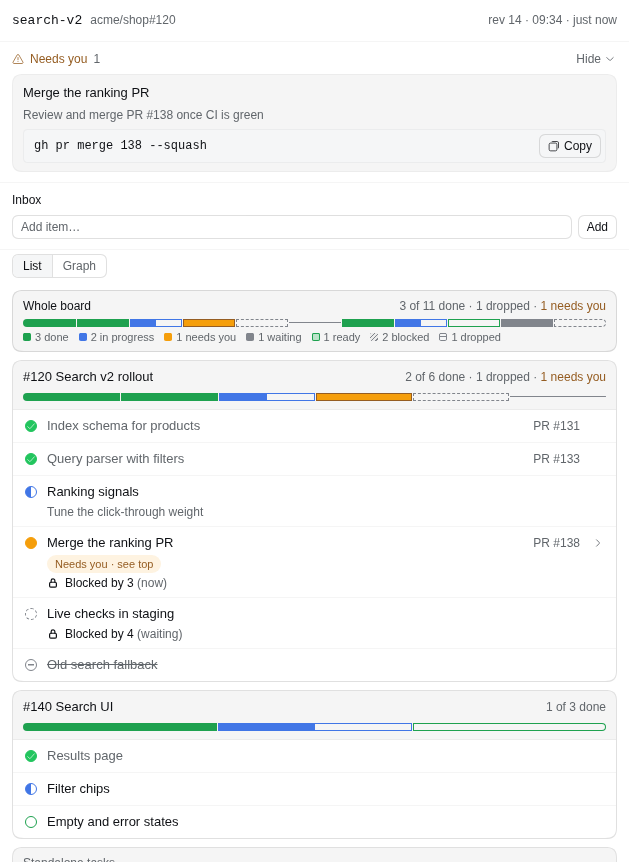 search-v2 acme/shop#120 rev 14 · 09:34 · just now
Needs you 1 Hide
Merge the ranking PR
Review and merge PR #138 once CI is green
gh pr merge 138 --squash Copy
Inbox
Add item… Add
List Graph
Whole board 3 of 11 done · 1 dropped · 1 needs you
3 done 2 in progress 1 needs you 1 waiting 1 ready 2 blocked 1 dropped
#120 Search v2 rollout 2 of 6 done · 1 dropped · 1 needs you
Index schema for products PR #131
Query parser with filters PR #133
Ranking signals
Tune the click-through weight
Merge the ranking PR PR #138
Needs you · see top
Blocked by 3 (now)
Live checks in staging
Blocked by 4 (waiting)
Old search fallback
#140 Search UI 1 of 3 done
Results page
Filter chips
Empty and error states
Standalone tasks